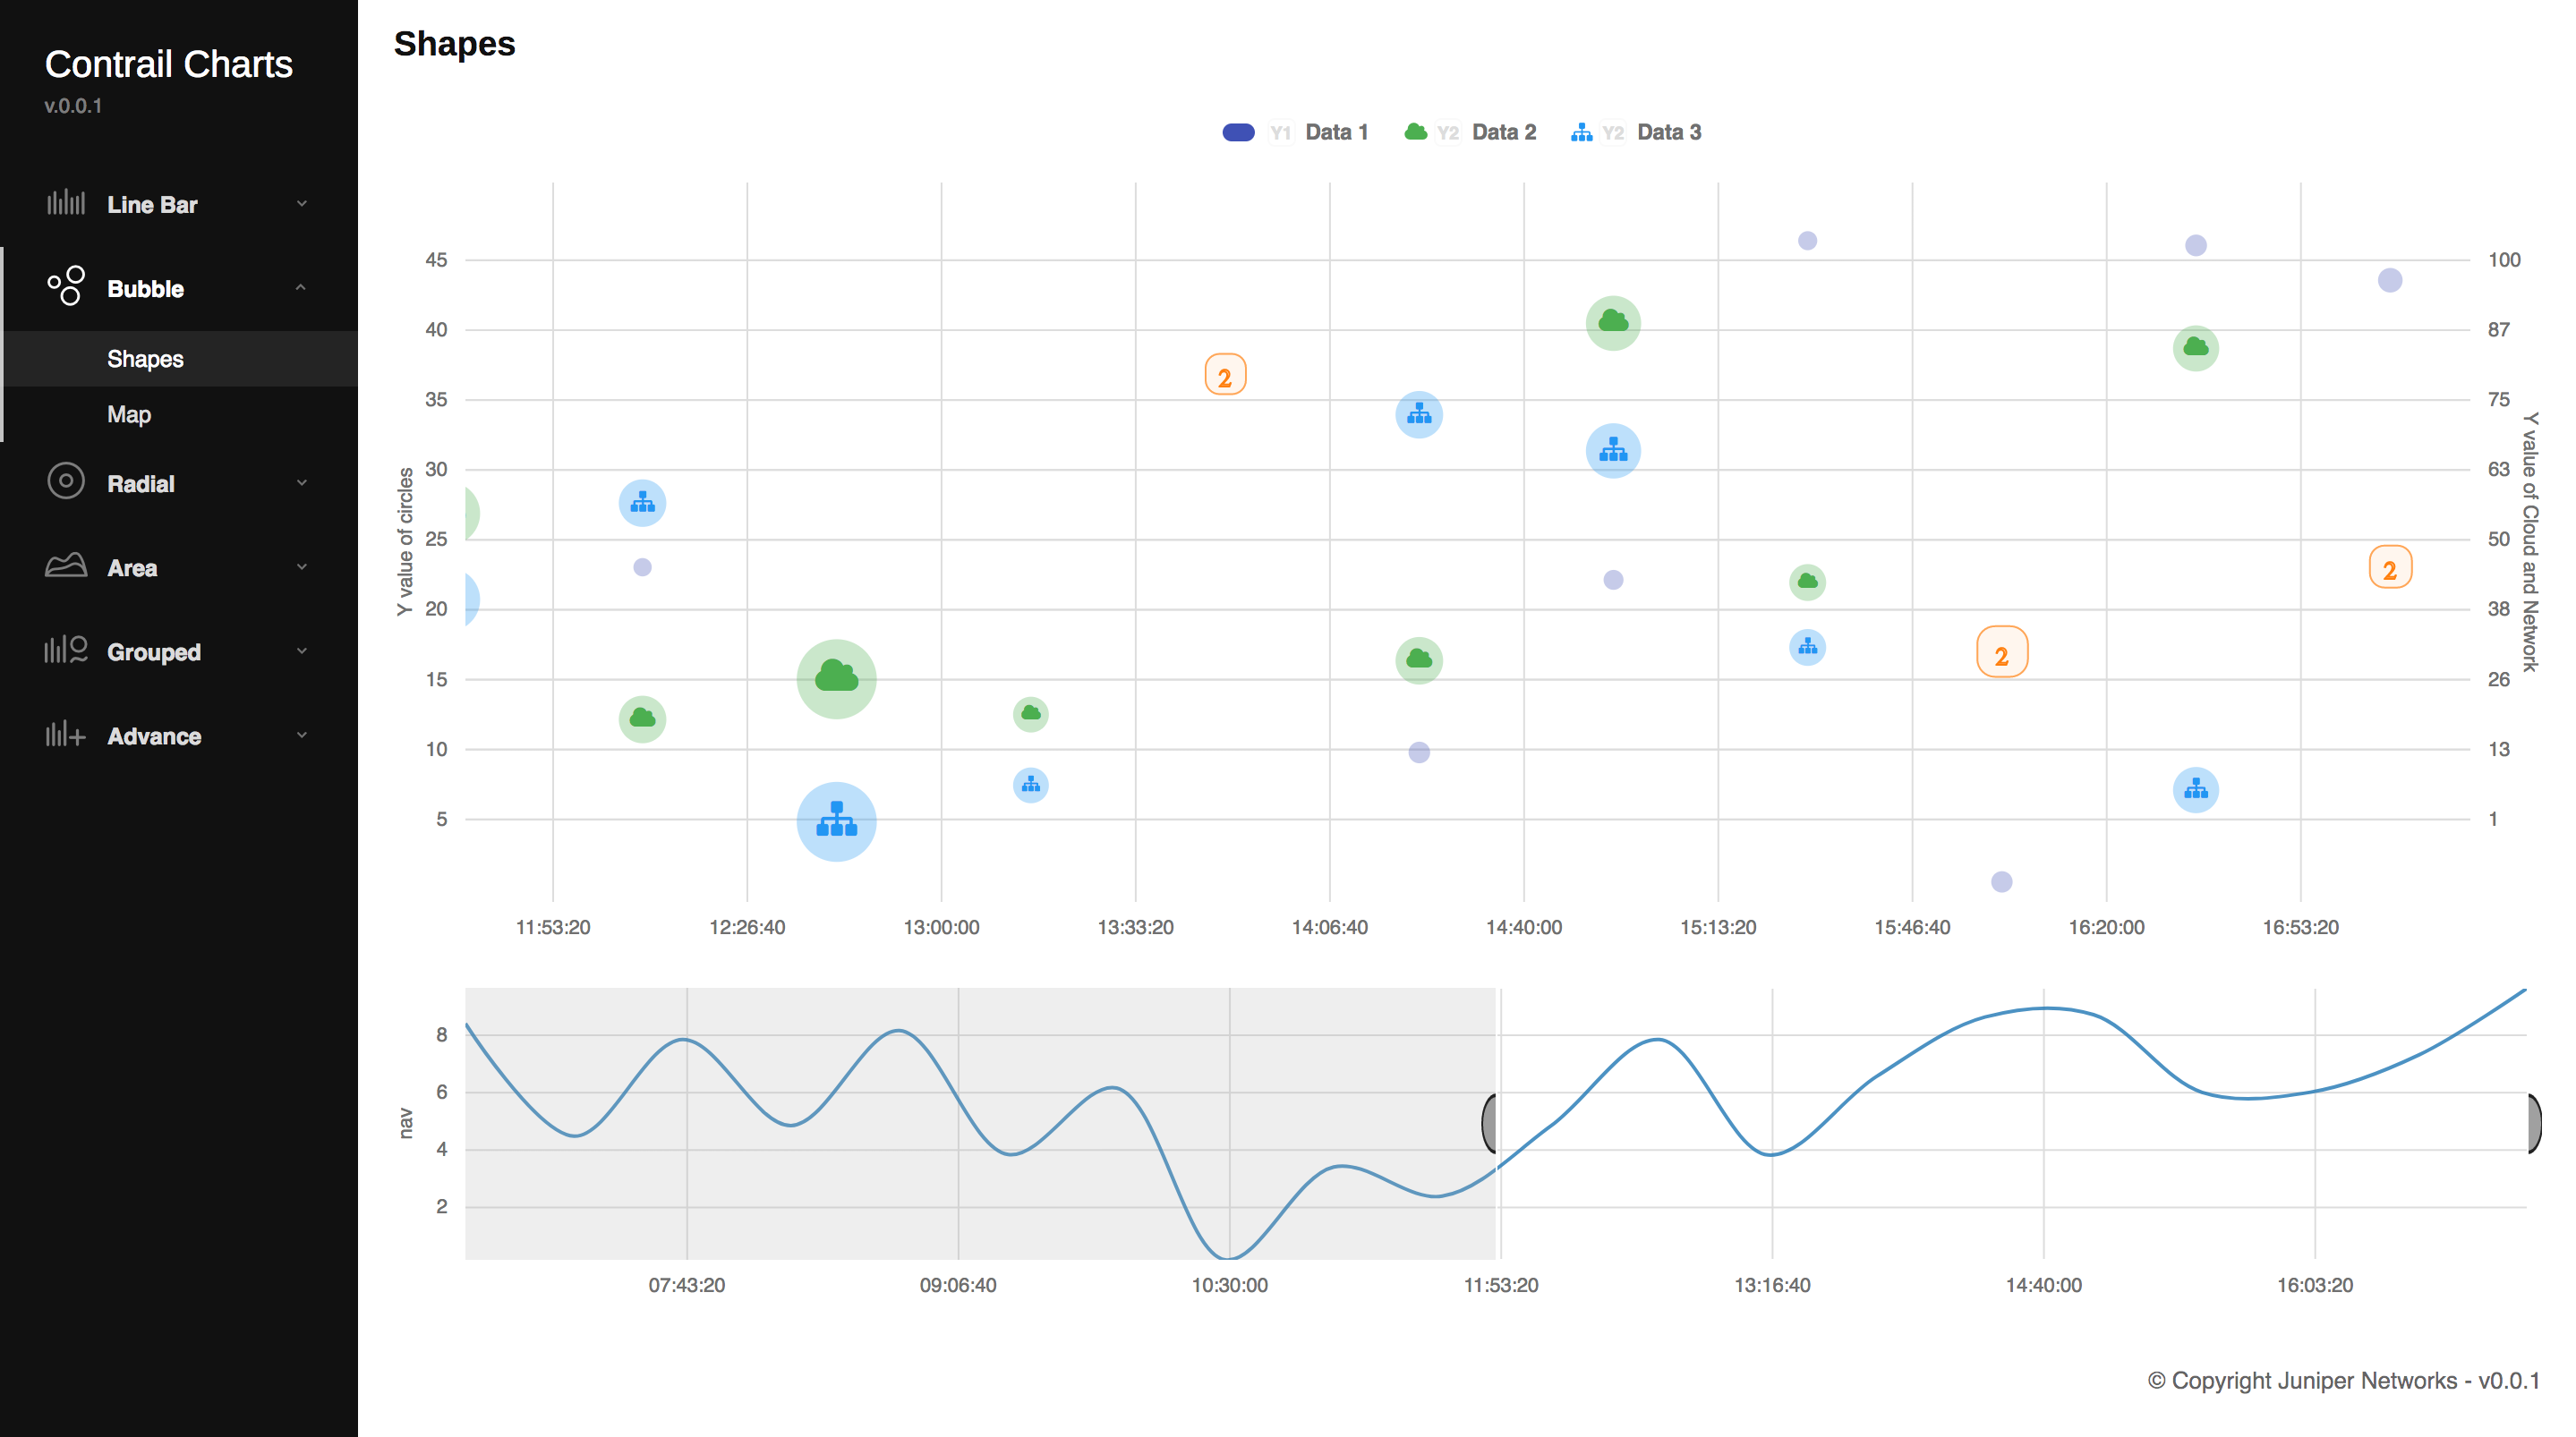 Contrail Charts
v.0.0.1
Line Bar
Bubble
Shapes
Map
Radial
Area
Grouped
Advance
Shapes
Y1 Data 1 Y2 Data 2 Y2 Data 3
Y value of circles
45
40
35
30
25
20
15
10
5
2
2
2
100
87
75
63
50
38
26
13
1
Y value of Cloud and Network
11:53:20 12:26:40 13:00:00 13:33:20 14:06:40 14:40:00 15:13:20 15:46:40 16:20:00 16:53:20
nav
8
6
4
2
07:43:20 09:06:40 10:30:00 11:53:20 13:16:40 14:40:00 16:03:20
© Copyright Juniper Networks - v0.0.1